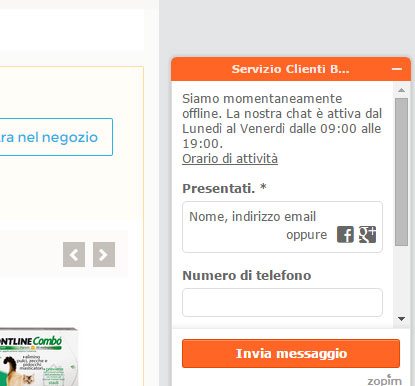 Servizio Clienti B...
Siamo momentaneamente
offline. La nostra chat è attiva dal
Lunedì al Venerdì dalle 09:00 alle
19:00.
Orario di attività
Presentati. *
Nome, indirizzo email
oppure
Numero di telefono
Invia messaggio
zopim
ra nel negozio
ONTLINE Combo